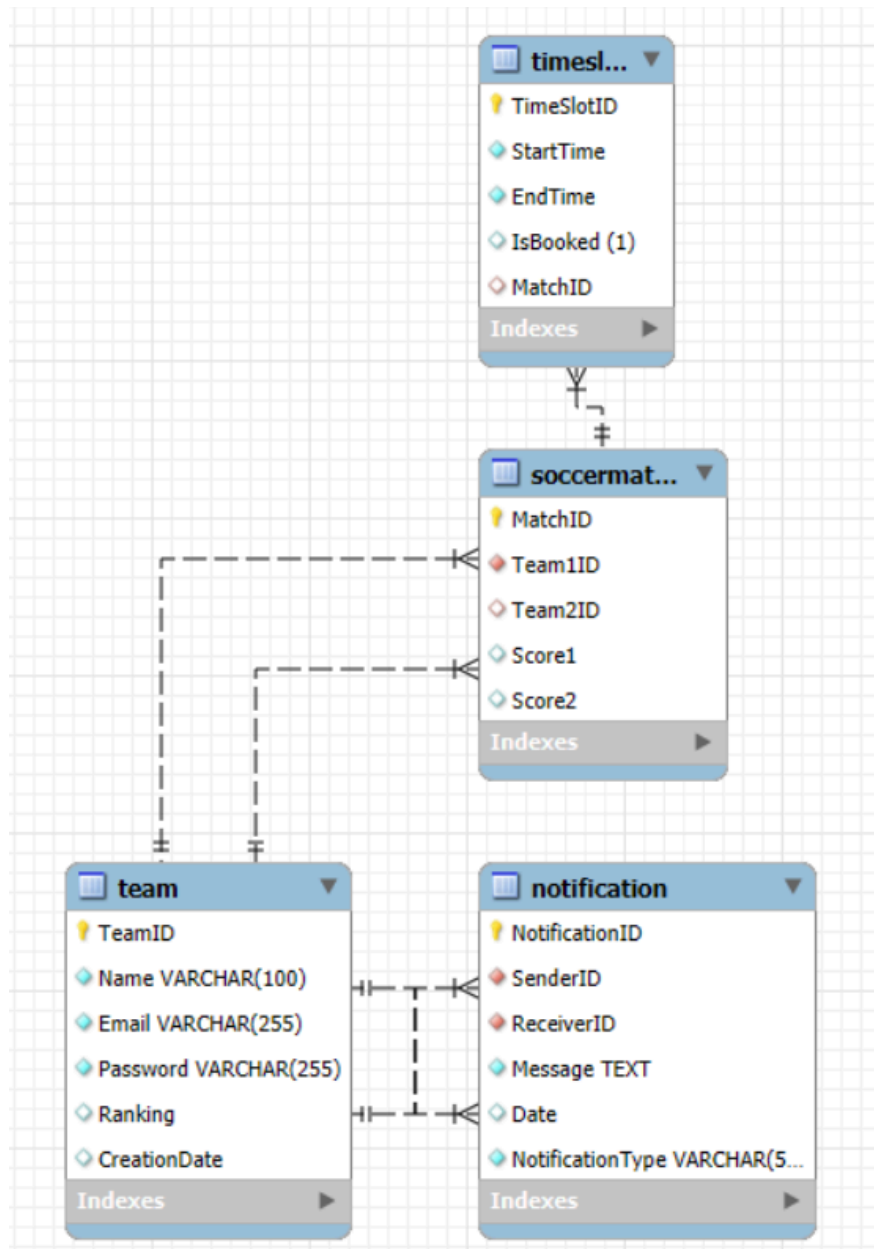 timesl...
TimeSlotID
StartTime
EndTime
IsBooked (1)
MatchID
Indexes
soccermat...
MatchID
Team1ID
Team2ID
Score1
Score2
Indexes
team
TeamID
Name VARCHAR(100)
Email VARCHAR(255)
Password VARCHAR(255)
Ranking
CreationDate
Indexes
notification
NotificationID
SenderID
ReceiverID
Message TEXT
Date
NotificationType VARCHAR(5...
Indexes